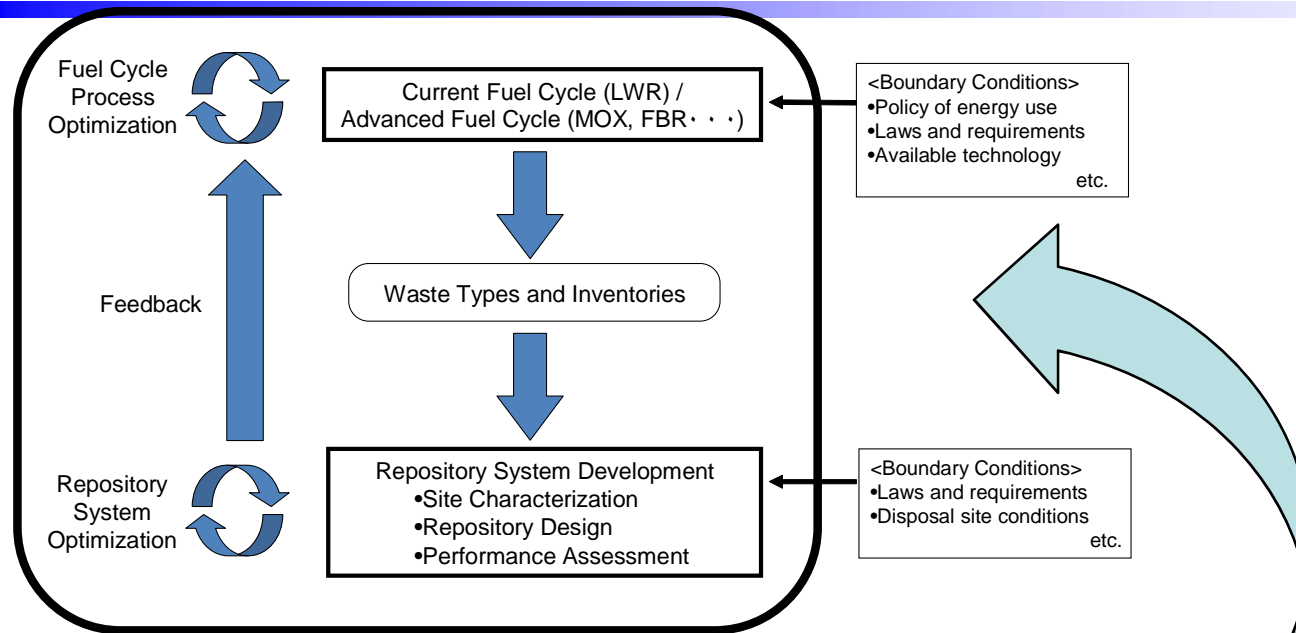 Fuel Cycle
Process
Optimization
Current Fuel Cycle (LWR) /
Advanced Fuel Cycle (MOX, FBR・・・)
<Boundary Conditions>
•Policy of energy use
•Laws and requirements
•Available technology
etc.
Feedback
Waste Types and Inventories
Repository
System
Optimization
Repository System Development
•Site Characterization
•Repository Design
•Performance Assessment
<Boundary Conditions>
•Laws and requirements
•Disposal site conditions
etc.